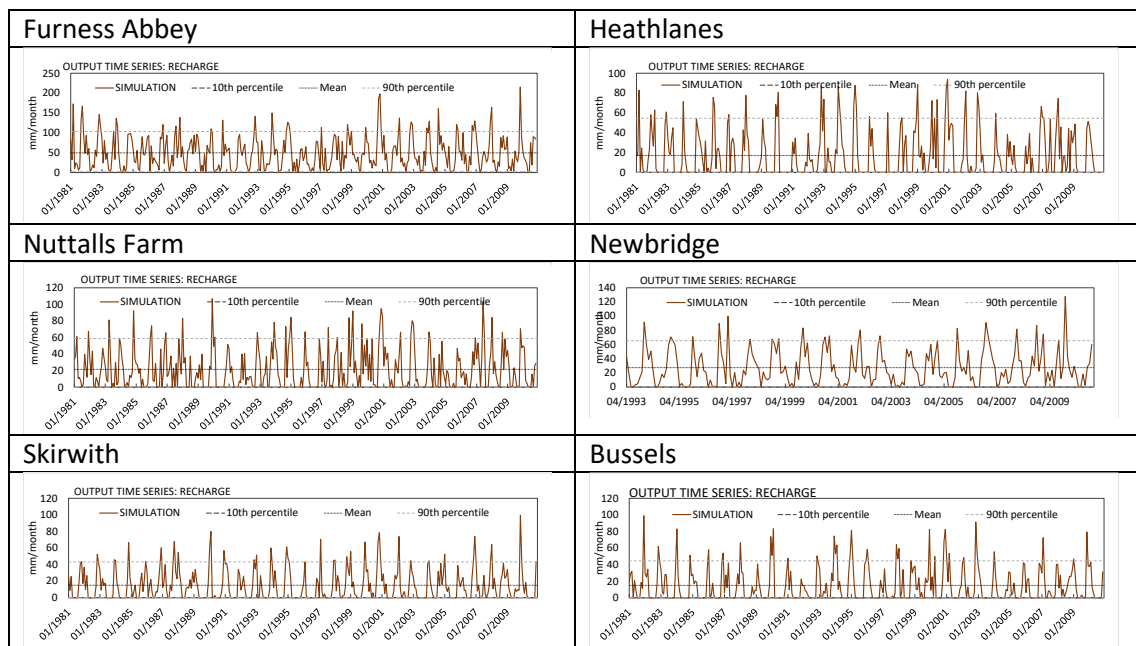 Furness Abbey
OUTPUT TIME SERIES: RECHARGE
SIMULATION 10th percentile Mean 90th percentile
mm/month
250
200
150
100
50
0
01/1981 01/1983 01/1985 01/1987 01/1989 01/1991 01/1993 01/1995 01/1997 01/1999 01/2001 01/2003 01/2005 01/2007 01/2009
Heathlanes
OUTPUT TIME SERIES: RECHARGE
SIMULATION 10th percentile Mean 90th percentile
mm/month
100
80
60
40
20
0
01/1981 01/1983 01/1985 01/1987 01/1989 01/1991 01/1993 01/1995 01/1997 01/1999 01/2001 01/2003 01/2005 01/2007 01/2009
Nuttalls Farm
OUTPUT TIME SERIES: RECHARGE
SIMULATION 10th percentile Mean 90th percentile
mm/month
120
100
80
60
40
20
0
01/1981 01/1983 01/1985 01/1987 01/1989 01/1991 01/1993 01/1995 01/1997 01/1999 01/2001 01/2003 01/2005 01/2007 01/2009
Newbridge
OUTPUT TIME SERIES: RECHARGE
SIMULATION 10th percentile Mean 90th percentile
mm/month
140
120
100
80
60
40
20
0
04/1993 04/1995 04/1997 04/1999 04/2001 04/2003 04/2005 04/2007 04/2009
Skirwith
OUTPUT TIME SERIES: RECHARGE
SIMULATION 10th percentile Mean 90th percentile
mm/month
120
100
80
60
40
20
0
01/1981 01/1983 01/1985 01/1987 01/1989 01/1991 01/1993 01/1995 01/1997 01/1999 01/2001 01/2003 01/2005 01/2007 01/2009
Bussels
OUTPUT TIME SERIES: RECHARGE
SIMULATION 10th percentile Mean 90th percentile
mm/month
120
100
80
60
40
20
0
01/1981 01/1983 01/1985 01/1987 01/1989 01/1991 01/1993 01/1995 01/1997 01/1999 01/2001 01/2003 01/2005 01/2007 01/2009